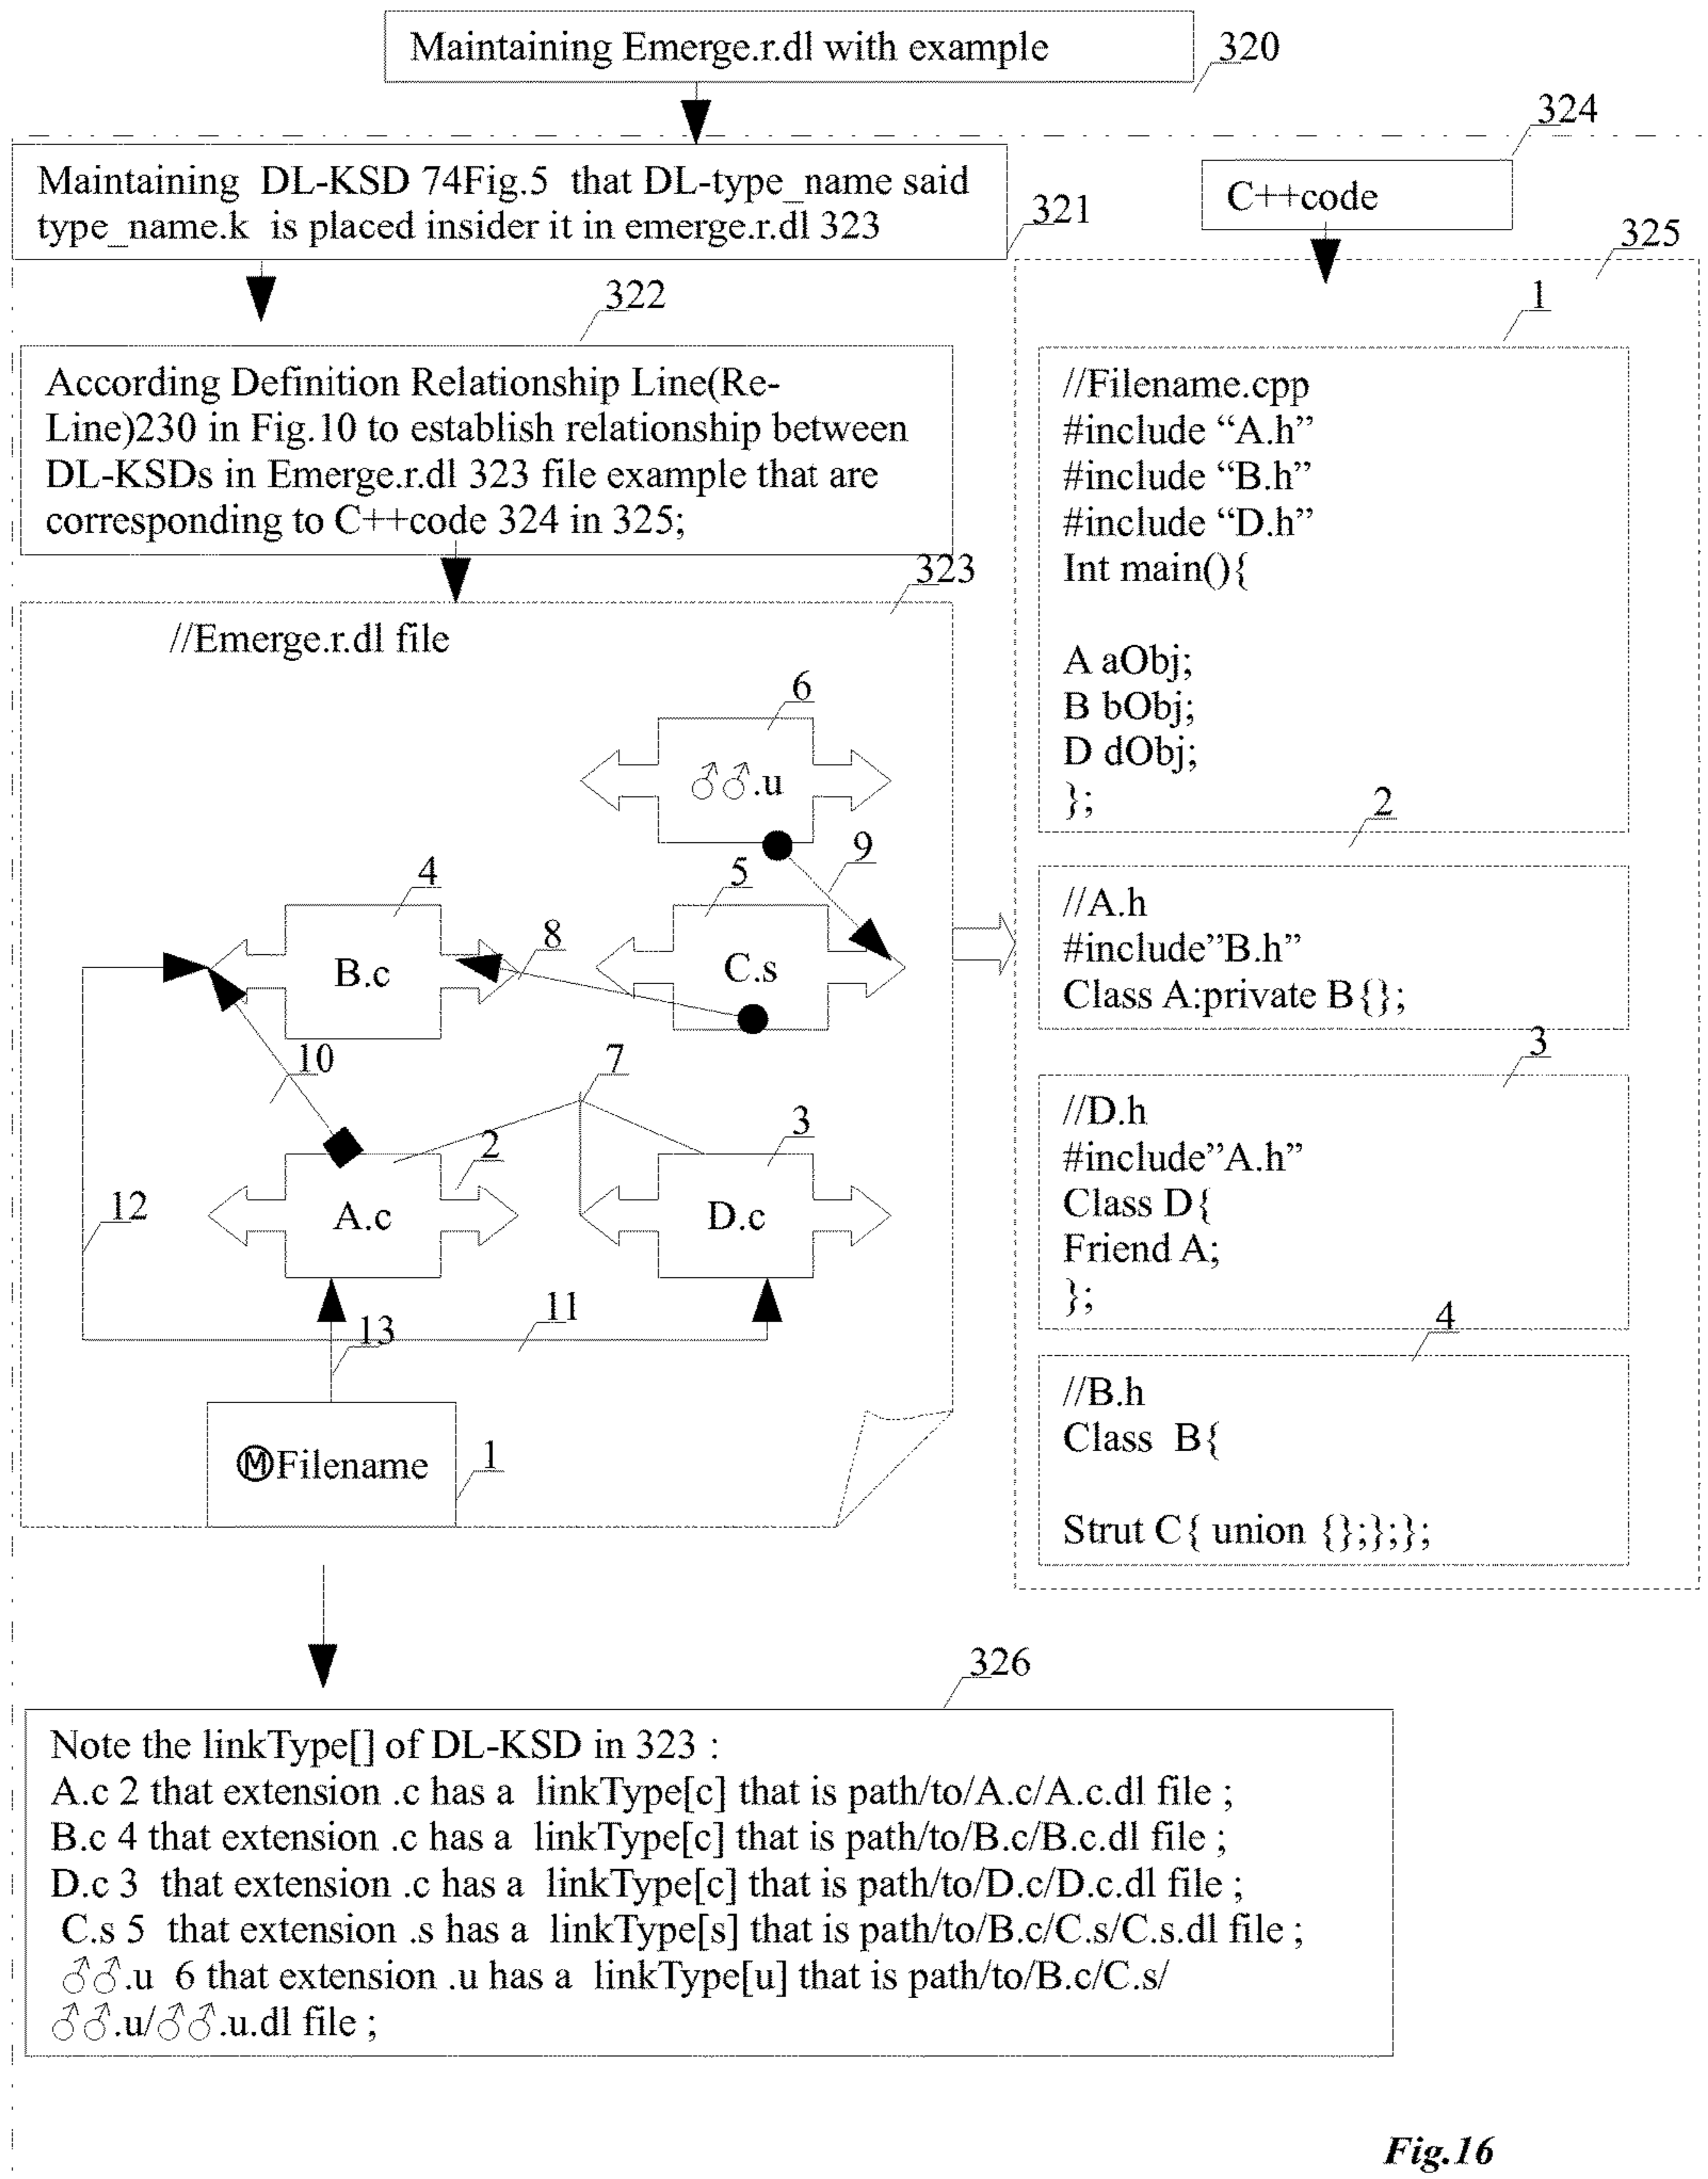 Maintaining Emerge.r.dl with example
320
324
Maintaining DL-KSD 74Fig.5 that DL-type_name said
type_name.k is placed insider it in emerge.r.dl 323
321
C++code
325
322
According Definition Relationship Line(Re-
Line)230 in Fig.10 to establish relationship between
DL-KSDs in Emerge.r.dl 323 file example that are
corresponding to C++code 324 in 325;
323
//Emerge.r.dl file
6
♂♂.u
9
4
5
8
B.c
C.s
10
7
2
3
12
A.c
D.c
11
13
ⓂFilename
1
1
//Filename.cpp
#include “A.h”
#include “B.h”
#include “D.h”
Int main(){
A aObj;
B bObj;
D dObj;
};
2
//A.h
#include”B.h”
Class A:private B{};
3
//D.h
#include”A.h”
Class D{
Friend A;
};
4
//B.h
Class B{
Strut C{ union {};};};
326
Note the linkType[] of DL-KSD in 323 :
A.c 2 that extension .c has a linkType[c] that is path/to/A.c/A.c.dl file ;
B.c 4 that extension .c has a linkType[c] that is path/to/B.c/B.c.dl file ;
D.c 3 that extension .c has a linkType[c] that is path/to/D.c/D.c.dl file ;
C.s 5 that extension .s has a linkType[s] that is path/to/B.c/C.s/C.s.dl file ;
♂♂.u 6 that extension .u has a linkType[u] that is path/to/B.c/C.s/
♂♂.u/♂♂.u.dl file ;
Fig.16